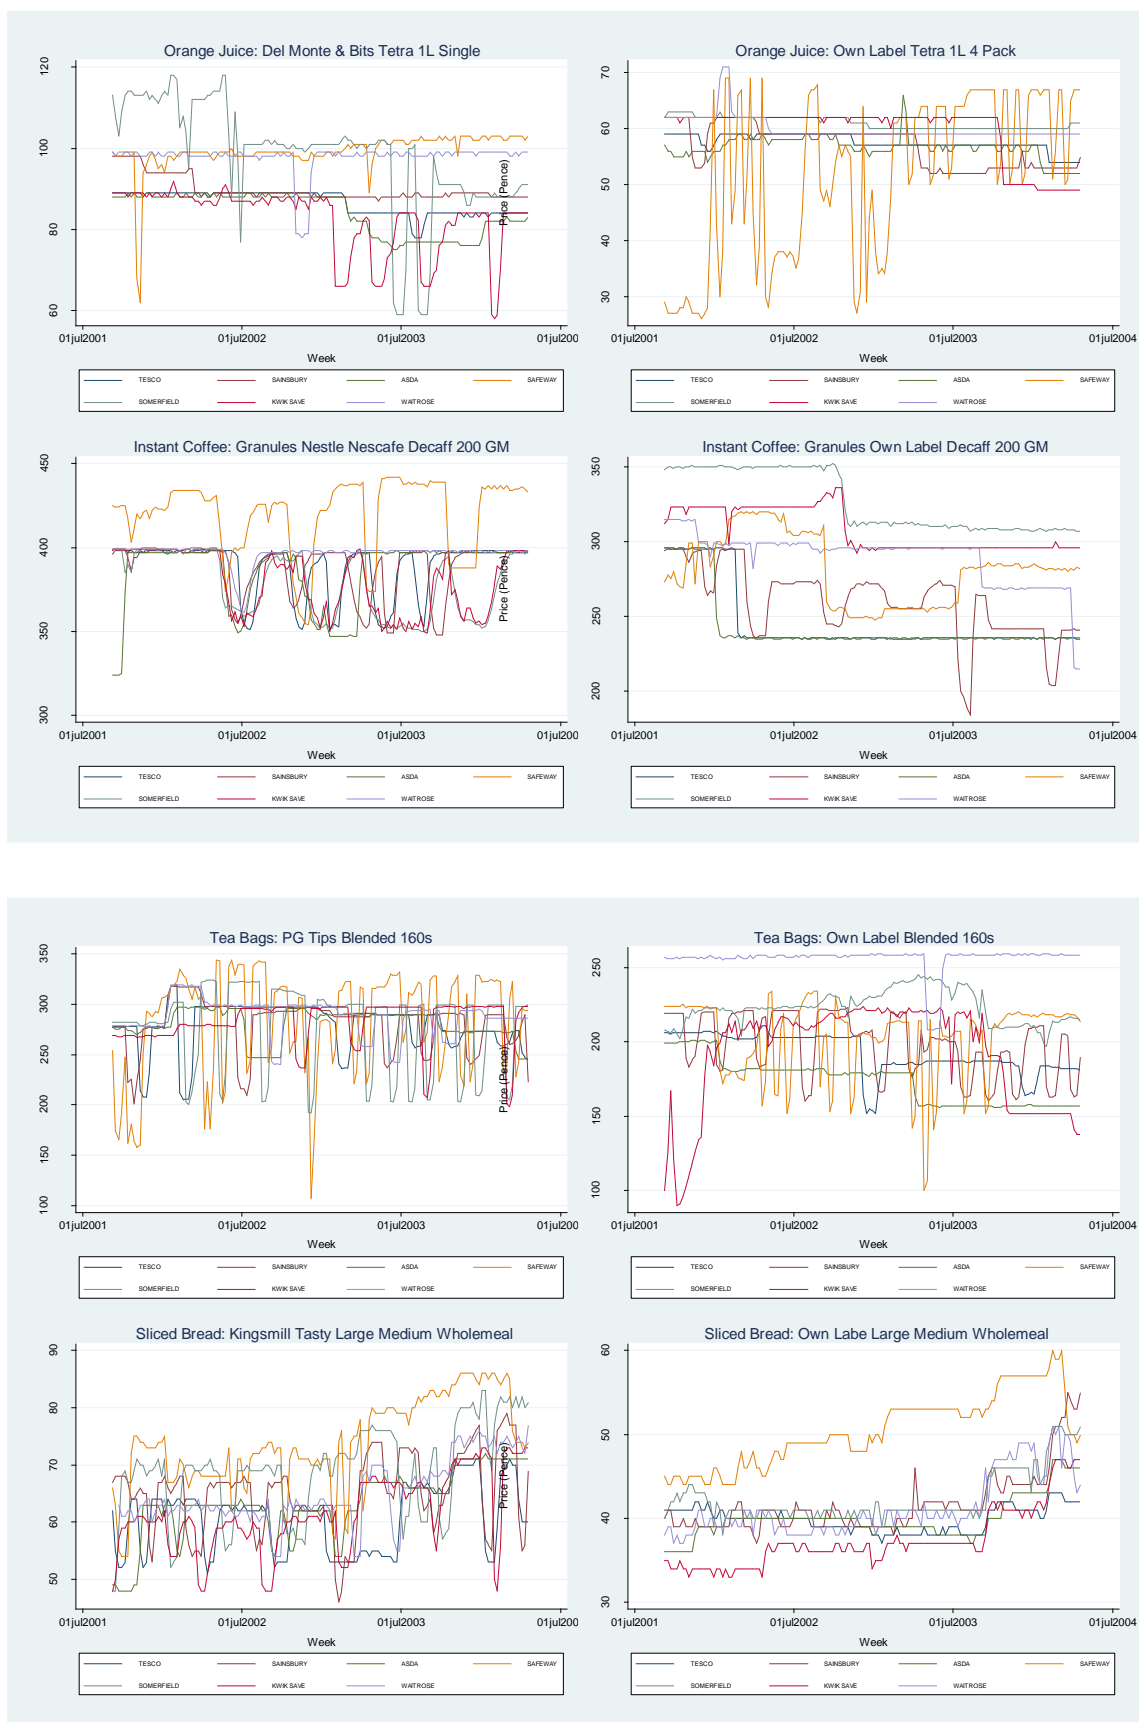 Orange Juice: Del Monte & Bits Tetra 1L Single
120
100
80
60
Price (Pence)
01jul2001 01jul2002 01jul2003 01jul200
Week
TESCO SAINSBURY ASDA SAFEWAY
SOMERFIELD KWIK SAVE WAITROSE
Orange Juice: Own Label Tetra 1L 4 Pack
70
60
50
40
30
01jul2001 01jul2002 01jul2003 01jul2004
Week
TESCO SAINSBURY ASDA SAFEWAY
SOMERFIELD KWIK SAVE WAITROSE
Instant Coffee: Granules Nestle Nescafe Decaff 200 GM
450
400
350
300
Price (Pence)
01jul2001 01jul2002 01jul2003 01jul200
Week
TESCO SAINSBURY ASDA SAFEWAY
SOMERFIELD KWIK SAVE WAITROSE
Instant Coffee: Granules Own Label Decaff 200 GM
350
300
250
200
01jul2001 01jul2002 01jul2003 01jul2004
Week
TESCO SAINSBURY ASDA SAFEWAY
SOMERFIELD KWIK SAVE WAITROSE
Tea Bags: PG Tips Blended 160s
350
300
250
200
150
100
Price (Pence)
01jul2001 01jul2002 01jul2003 01jul200
Week
TESCO SAINSBURY ASDA SAFEWAY
SOMERFIELD KWIK SAVE WAITROSE
Tea Bags: Own Label Blended 160s
250
200
150
100
01jul2001 01jul2002 01jul2003 01jul2004
Week
TESCO SAINSBURY ASDA SAFEWAY
SOMERFIELD KWIK SAVE WAITROSE
Sliced Bread: Kingsmill Tasty Large Medium Wholemeal
90
80
70
60
50
Price (Pence)
01jul2001 01jul2002 01jul2003 01jul200
Week
TESCO SAINSBURY ASDA SAFEWAY
SOMERFIELD KWIK SAVE WAITROSE
Sliced Bread: Own Labe Large Medium Wholemeal
60
50
40
30
01jul2001 01jul2002 01jul2003 01jul2004
Week
TESCO SAINSBURY ASDA SAFEWAY
SOMERFIELD KWIK SAVE WAITROSE